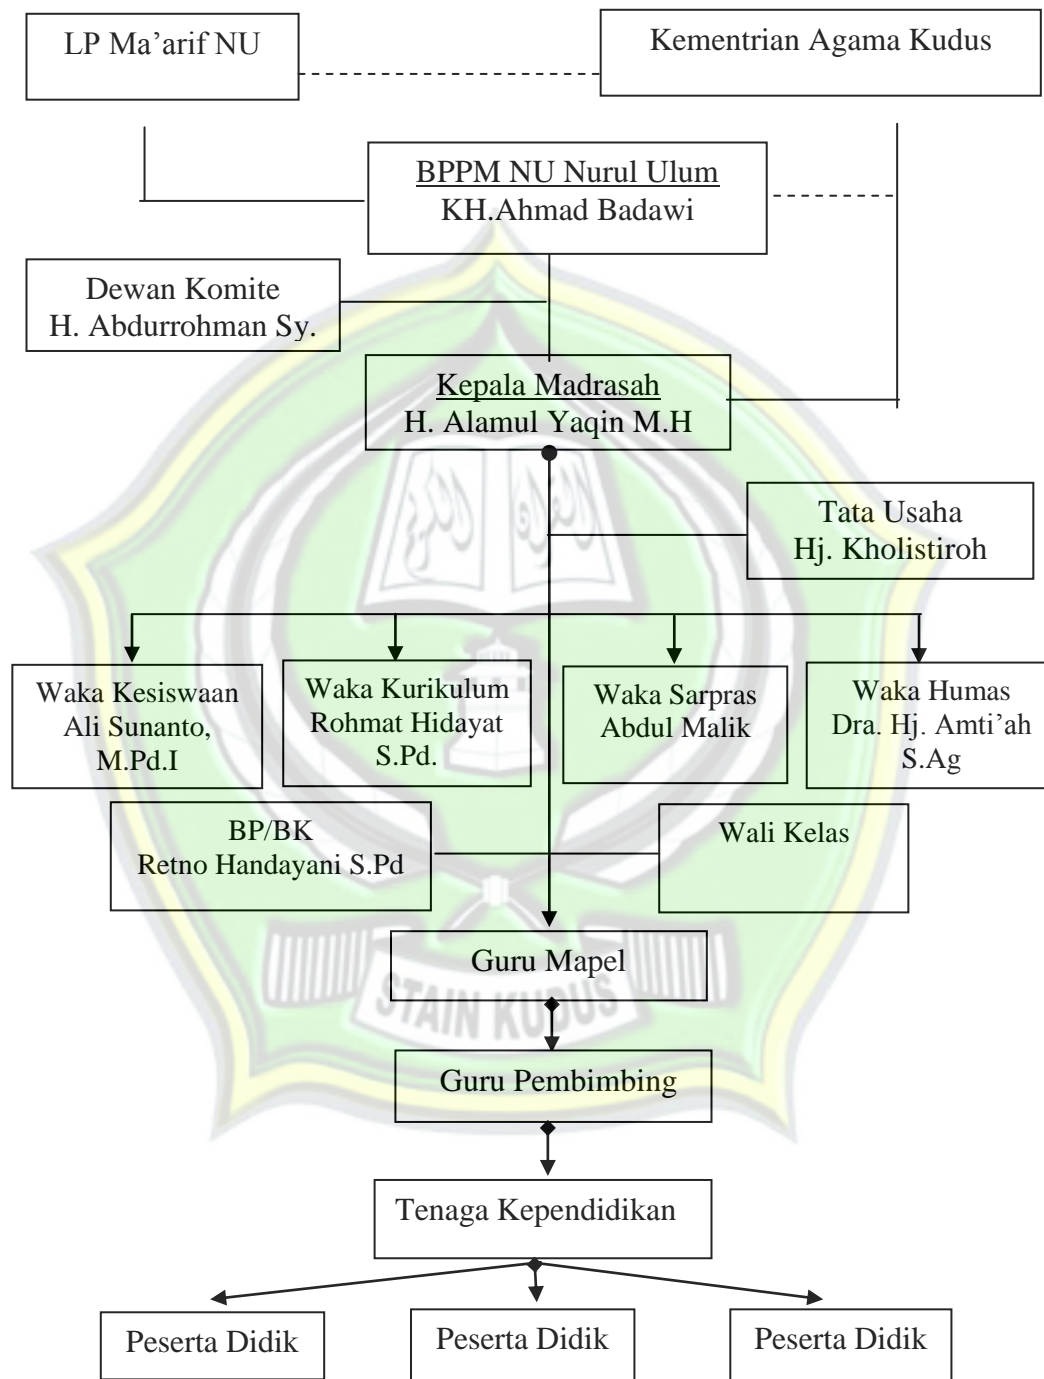 LP Ma’arif NU
Kementrian Agama Kudus
BPPM NU Nurul Ulum
KH.Ahmad Badawi
Dewan Komite
H. Abdurrohman Sy.
Kepala Madrasah
H. Alamul Yaqin M.H
Tata Usaha
Hj. Kholistiroh
Waka Kesiswaan
Ali Sunanto,
M.Pd.I
Waka Kurikulum
Rohmat Hidayat
S.Pd.
Waka Sarpras
Abdul Malik
Waka Humas
Dra. Hj. Amti’ah
S.Ag
BP/BK
Retno Handayani S.Pd
Wali Kelas
Guru Mapel
STAIN KUDUS
Guru Pembimbing
Tenaga Kependidikan
Peserta Didik
Peserta Didik
Peserta Didik